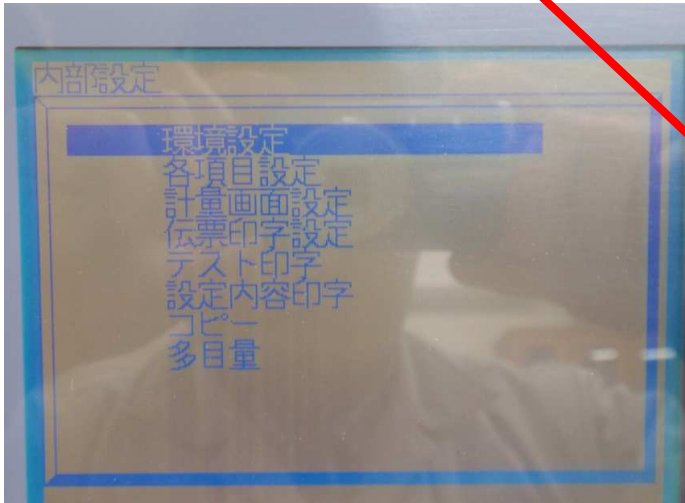 内部設定
環境設定
各項目設定
計量画面設定
伝票印字設定
テスト印字
設定内容印字
コピー
多目量